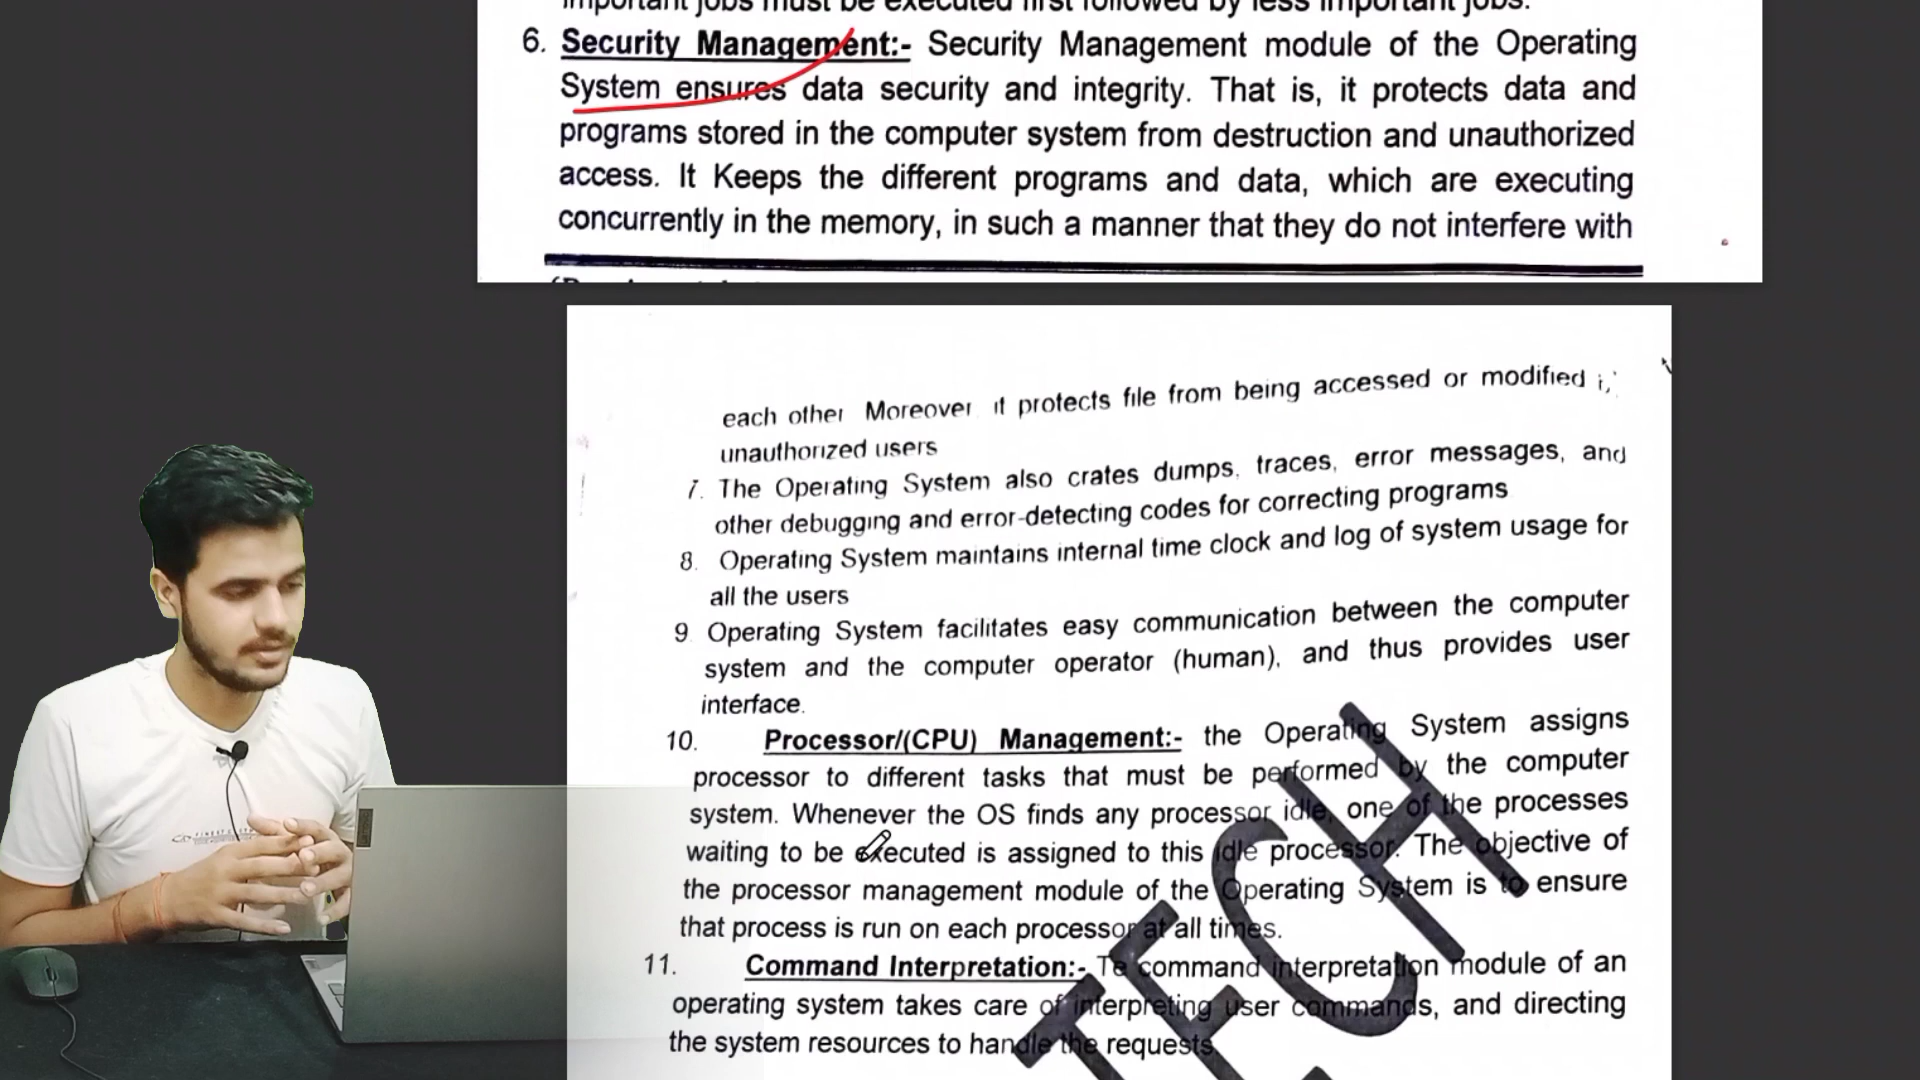 important jobs must be executed first followed by less important jobs.
6. Security Management:- Security Management module of the Operating
System ensures data security and integrity. That is, it protects data and
programs stored in the computer system from destruction and unauthorized
access. It Keeps the different programs and data, which are executing
concurrently in the memory, in such a manner that they do not interfere with
each other Moreover it protects file from being accessed or modified
unauthorized users
7. The Operating System also crates dumps, traces, error messages, and
other debugging and error-detecting codes for correcting programs
8. Operating System maintains internal time clock and log of system usage for
all the users
9 Operating System facilitates easy communication between the computer
system and the computer operator (human), and thus provides user
interface.
10. Processor/(CPU) Management:- the Operating System assigns
processor to different tasks that must be performed by the computer
system. Whenever the OS finds any processor idle, one of the processes
waiting to be executed is assigned to this idle processor. The objective of
the processor management module of the Operating System is to ensure
that process is run on each processor at all times.
11. Command Interpretation:- Te command interpretation module of an
operating system takes care of interpreting user commands, and directing
the system resources to handle the requests.
TECH